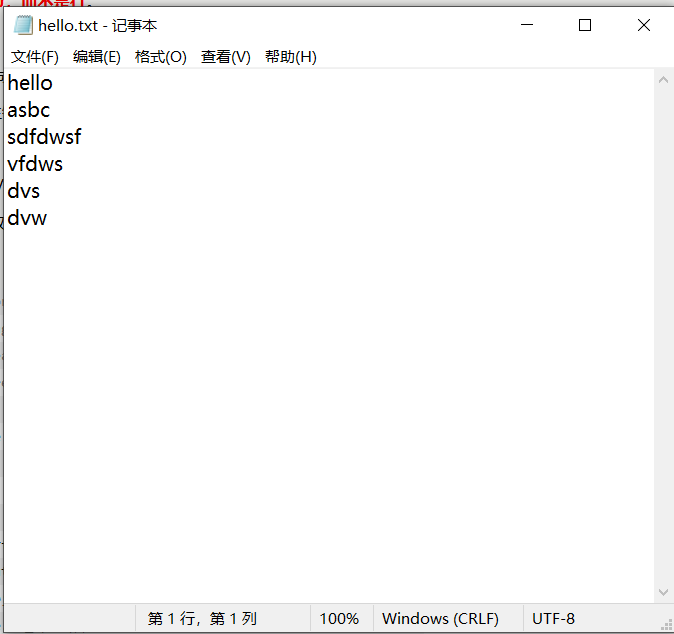 hello.txt - 记事本
文件(F) 编辑(E) 格式(O) 查看(V) 帮助(H)
hello
asbc
sdfdwsf
vfdws
dvs
dvw
第 1 行，第 1 列 100% Windows (CRLF) UTF-8